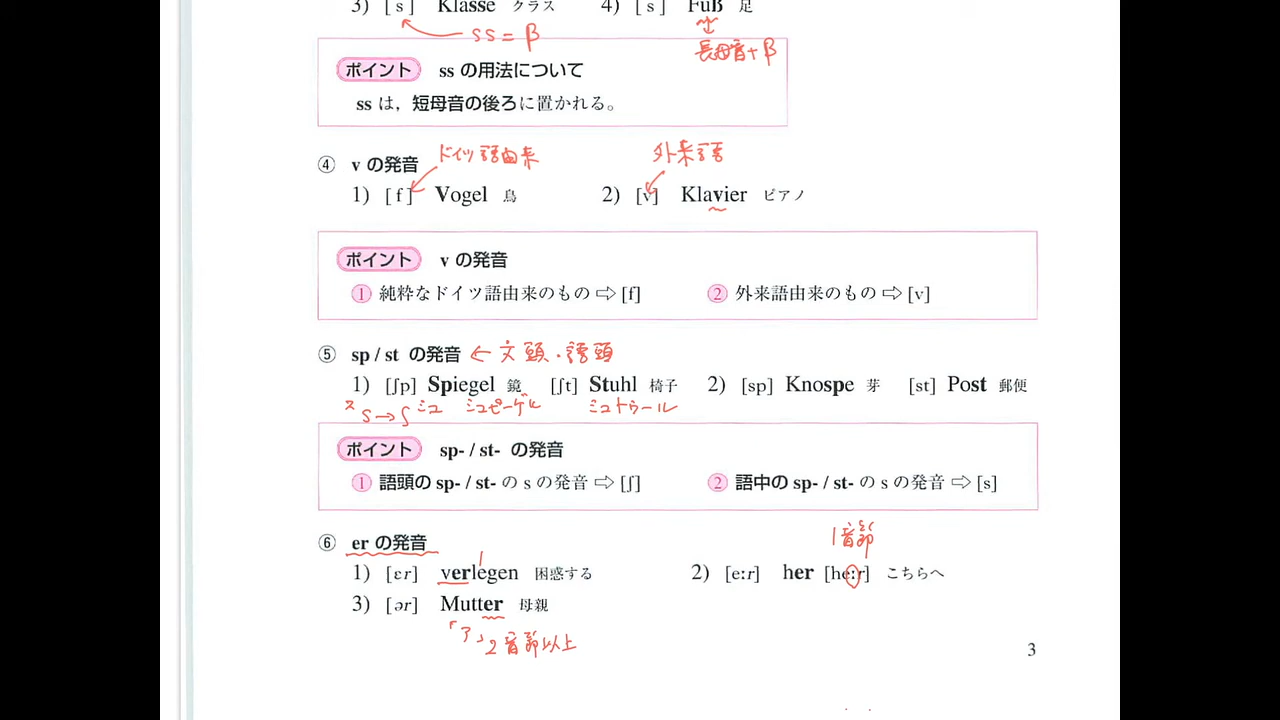 3) [s] Klasse クラス 4) [s] Fuß 足
ss = β
長母音+β
ポイント ss の用法について
ss は，短母音の後ろに置かれる。
④ v の発音 ドイツ語由来 外来語
1) [f] Vogel 鳥 2) [v] Klavier ピアノ
ポイント v の発音
① 純粋なドイツ語由来のもの ⇨ [f] ② 外来語由来のもの ⇨ [v]
⑤ sp / st の発音 ← 文頭・語頭
1) [ʃp] Spiegel 鏡 [ʃt] Stuhl 椅子 2) [sp] Knospe 芽 [st] Post 郵便
ス s→ʃ シュ シュピーゲル シュトゥール
ポイント sp- / st- の発音
① 語頭の sp- / st- の s の発音 ⇨ [ʃ] ② 語中の sp- / st- の s の発音 ⇨ [s]
⑥ er の発音 1音節
1) [ɛr] verlegen 困惑する 2) [eːr] her [heːr] こちらへ
3) [ər] Mutter 母親
「ア」2音節以上
3